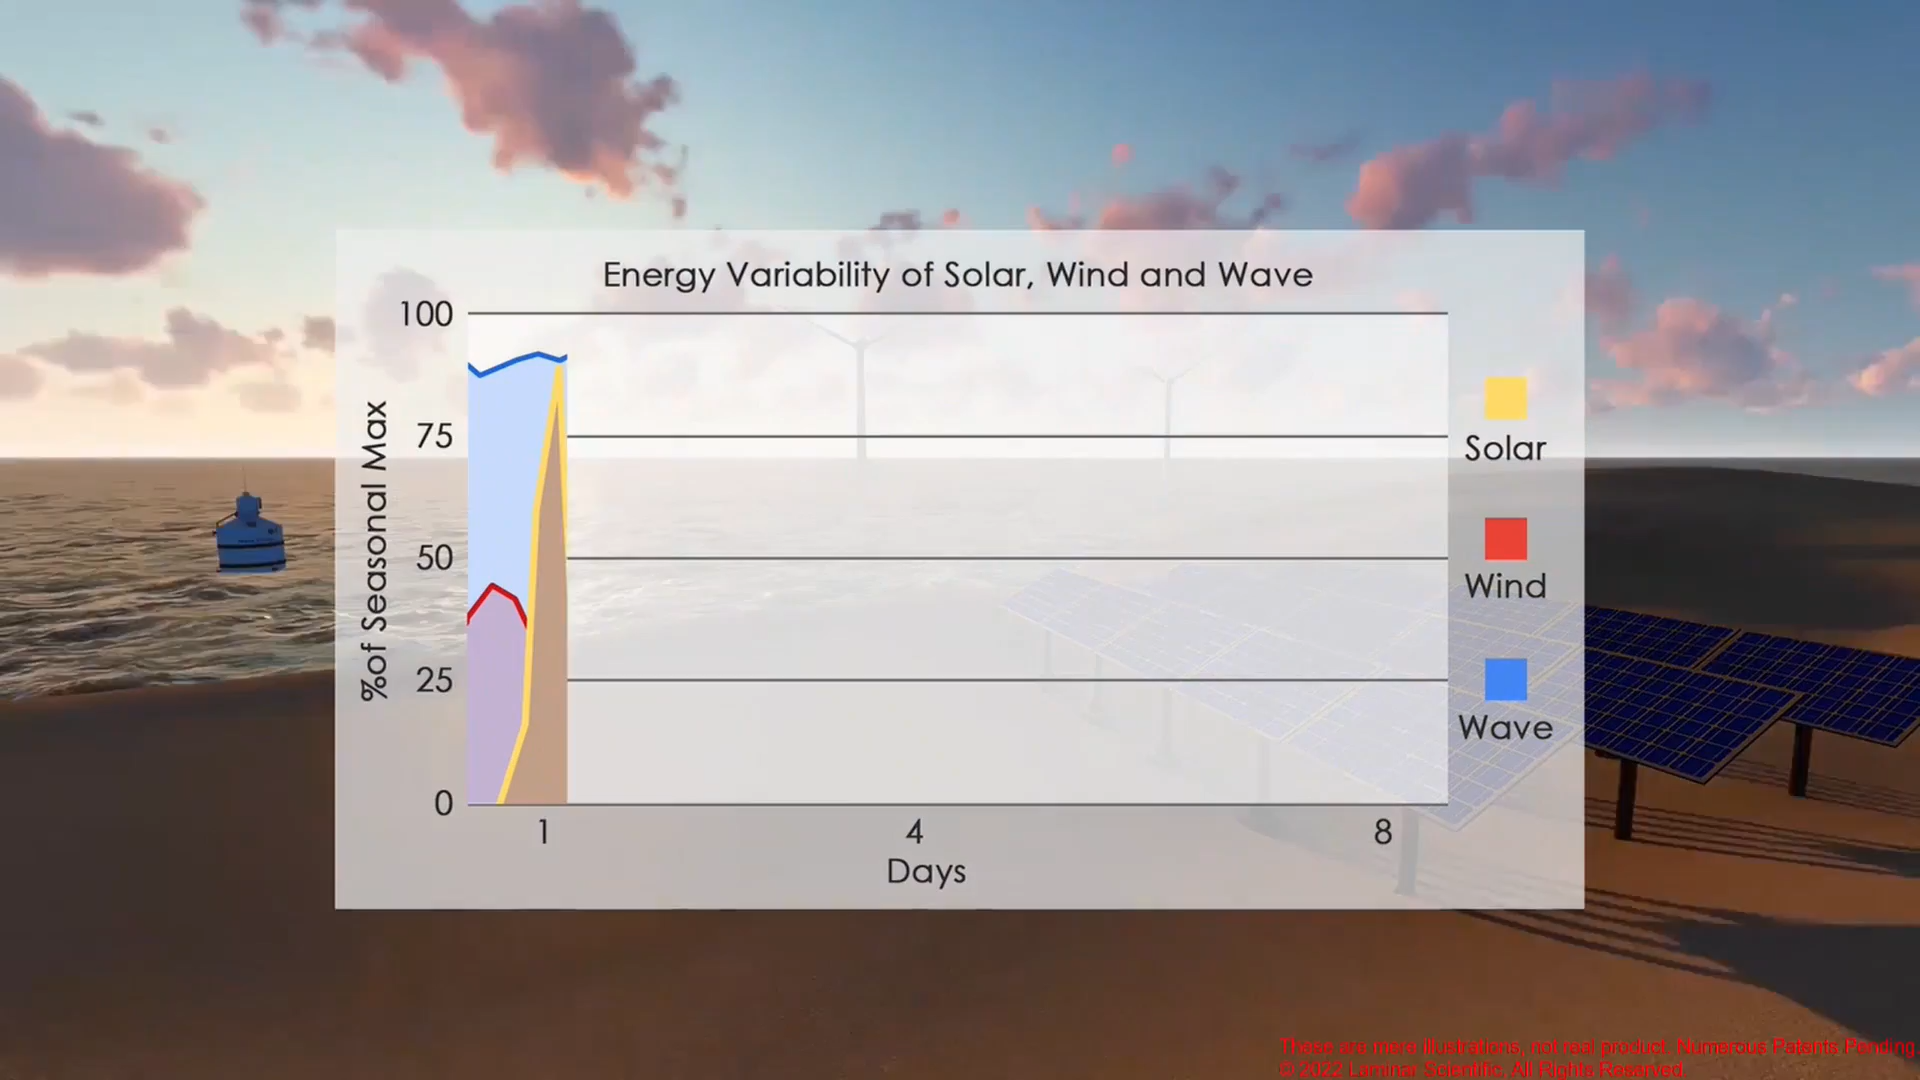 Energy Variability of Solar, Wind and Wave
100
75
50
25
0
%of Seasonal Max
1
4
8
Days
Solar
Wind
Wave
These are mere illustrations, not real product. Numerous Patents Pending.
© 2022 Laminar Scientific, All Rights Reserved.